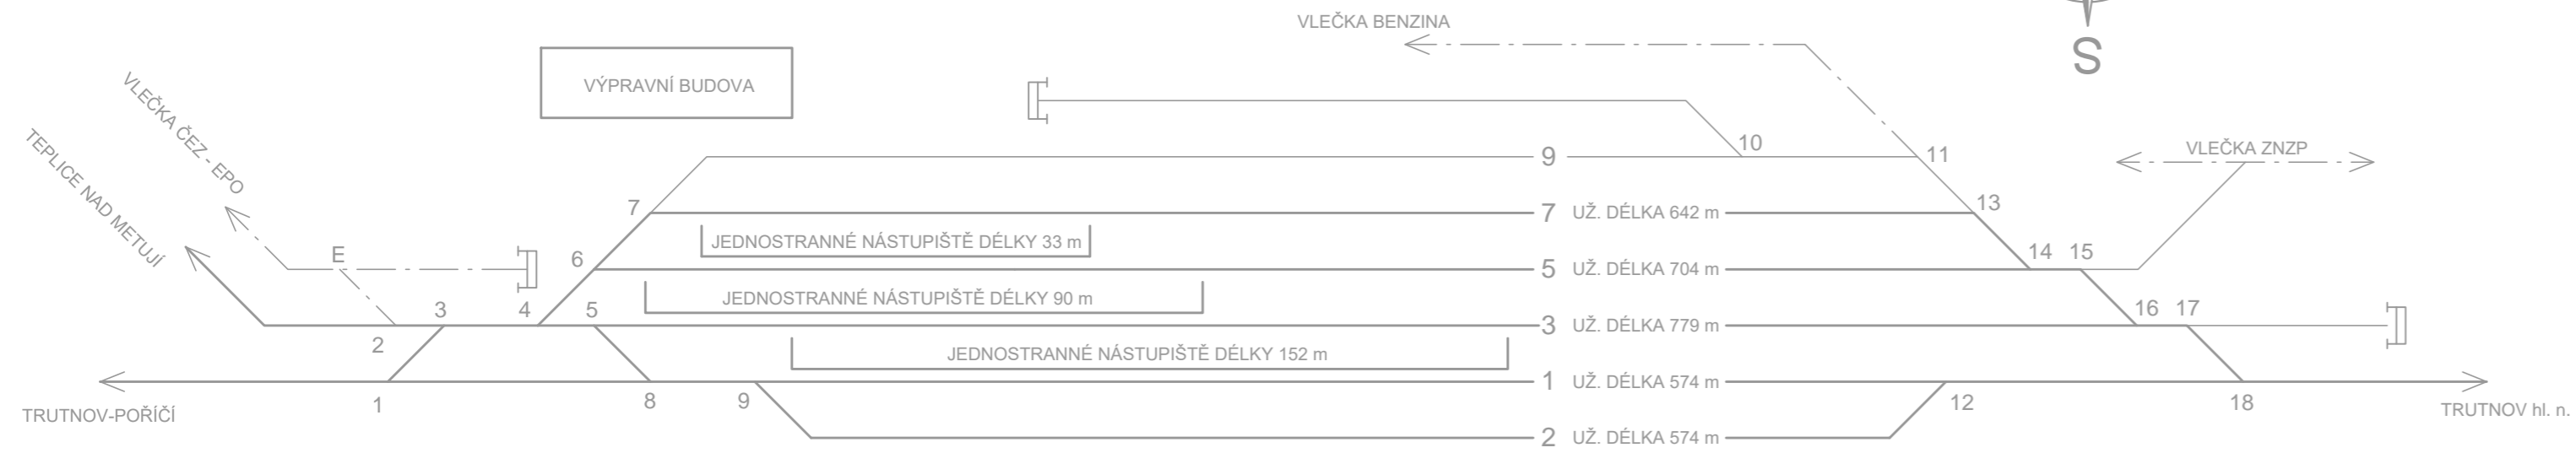 VLEČKA BENZINA
S
VÝPRAVNÍ BUDOVA
VLEČKA ČEZ - EPO
TEPLICE NAD METUJÍ
10
9
11
VLEČKA ZNZP
7
7 UŽ. DÉLKA 642 m
13
JEDNOSTRANNÉ NÁSTUPIŠTĚ DÉLKY 33 m
E
6
5 UŽ. DÉLKA 704 m
14 15
JEDNOSTRANNÉ NÁSTUPIŠTĚ DÉLKY 90 m
2
3
4
5
3 UŽ. DÉLKA 779 m
16 17
JEDNOSTRANNÉ NÁSTUPIŠTĚ DÉLKY 152 m
1 UŽ. DÉLKA 574 m
TRUTNOV-POŘÍČÍ
1
8
9
12
18
TRUTNOV hl. n.
2 UŽ. DÉLKA 574 m